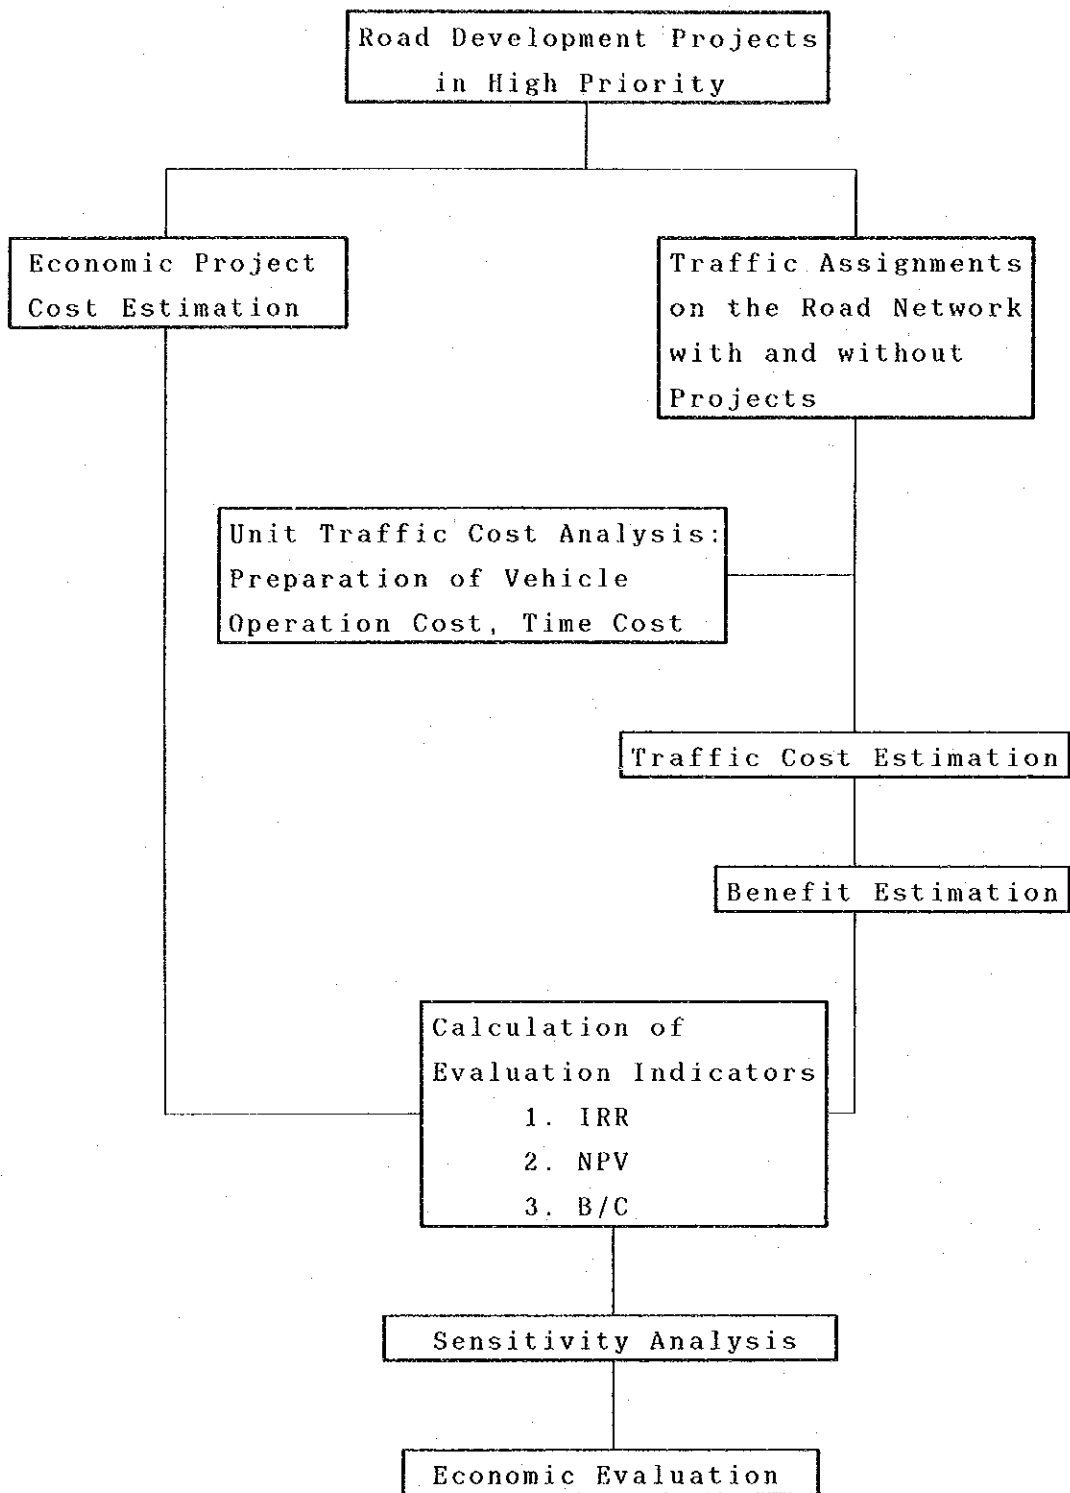 Road Development Projects
in High Priority
Economic Project
Cost Estimation
Traffic Assignments
on the Road Network
with and without
Projects
Unit Traffic Cost Analysis:
Preparation of Vehicle
Operation Cost, Time Cost
Traffic Cost Estimation
Benefit Estimation
Calculation of
Evaluation Indicators
1. IRR
2. NPV
3. B/C
Sensitivity Analysis
Economic Evaluation